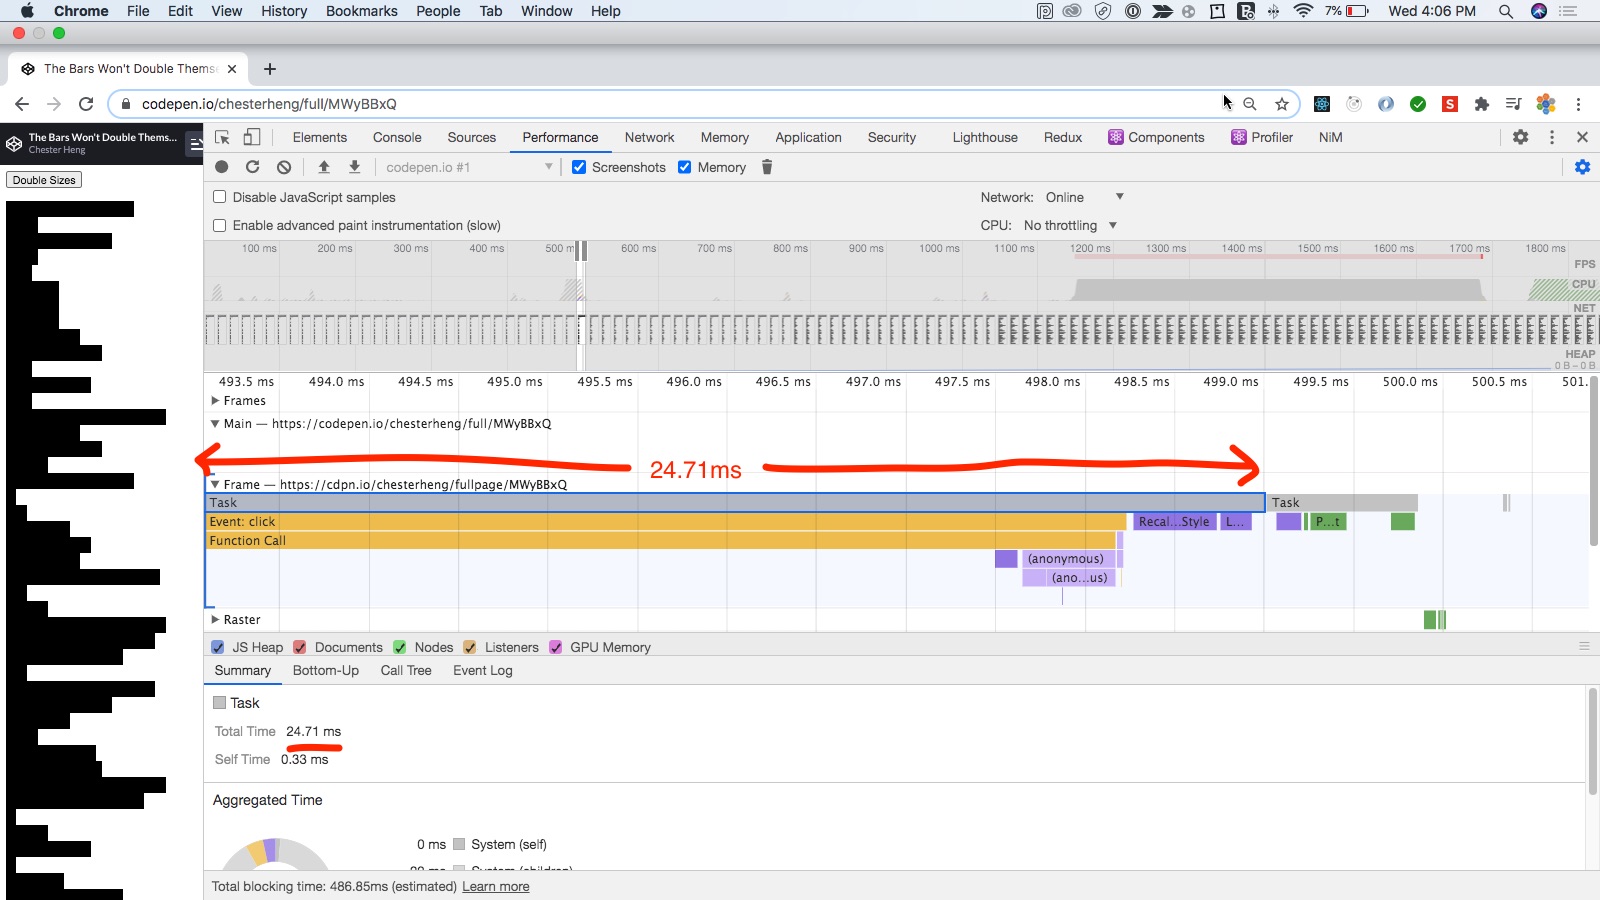 Chrome File Edit View History Bookmarks People Tab Window Help 7% Wed 4:06 PM
The Bars Won't Double Themse
codepen.io/chesterheng/full/MWyBBxQ
The Bars Won't Double Thems...
Chester Heng
Elements Console Sources Performance Network Memory Application Security Lighthouse Redux Components Profiler NiM
codepen.io #1 Screenshots Memory
Double Sizes
Disable JavaScript samples Network: Online
Enable advanced paint instrumentation (slow) CPU: No throttling
100 ms 200 ms 300 ms 400 ms 500 m 600 ms 700 ms 800 ms 900 ms 1000 ms 1100 ms 1200 ms 1300 ms 1400 ms 1500 ms 1600 ms 1700 ms 1800 ms
FPS
CPU
NET
HEAP
0 B – 0 B
493.5 ms 494.0 ms 494.5 ms 495.0 ms 495.5 ms 496.0 ms 496.5 ms 497.0 ms 497.5 ms 498.0 ms 498.5 ms 499.0 ms 499.5 ms 500.0 ms 500.5 ms 501.
Frames
Main — https://codepen.io/chesterheng/full/MWyBBxQ
24.71ms
Frame — https://cdpn.io/chesterheng/fullpage/MWyBBxQ
Task Task
Event: click Recal...Style L... P...t
Function Call
(anonymous)
(ano...us)
Raster
JS Heap Documents Nodes Listeners GPU Memory
Summary Bottom-Up Call Tree Event Log
Task
Total Time 24.71 ms
Self Time 0.33 ms
Aggregated Time
0 ms System (self)
Total blocking time: 486.85ms (estimated) Learn more